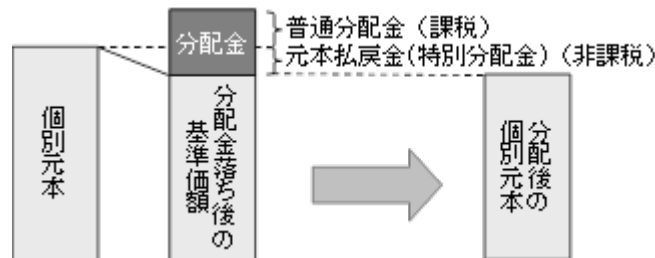 個別元本
分配金
分配金落ち後の
基準価額
普通分配金（課税）
元本払戻金(特別分配金)（非課税）
分配後の
個別元本